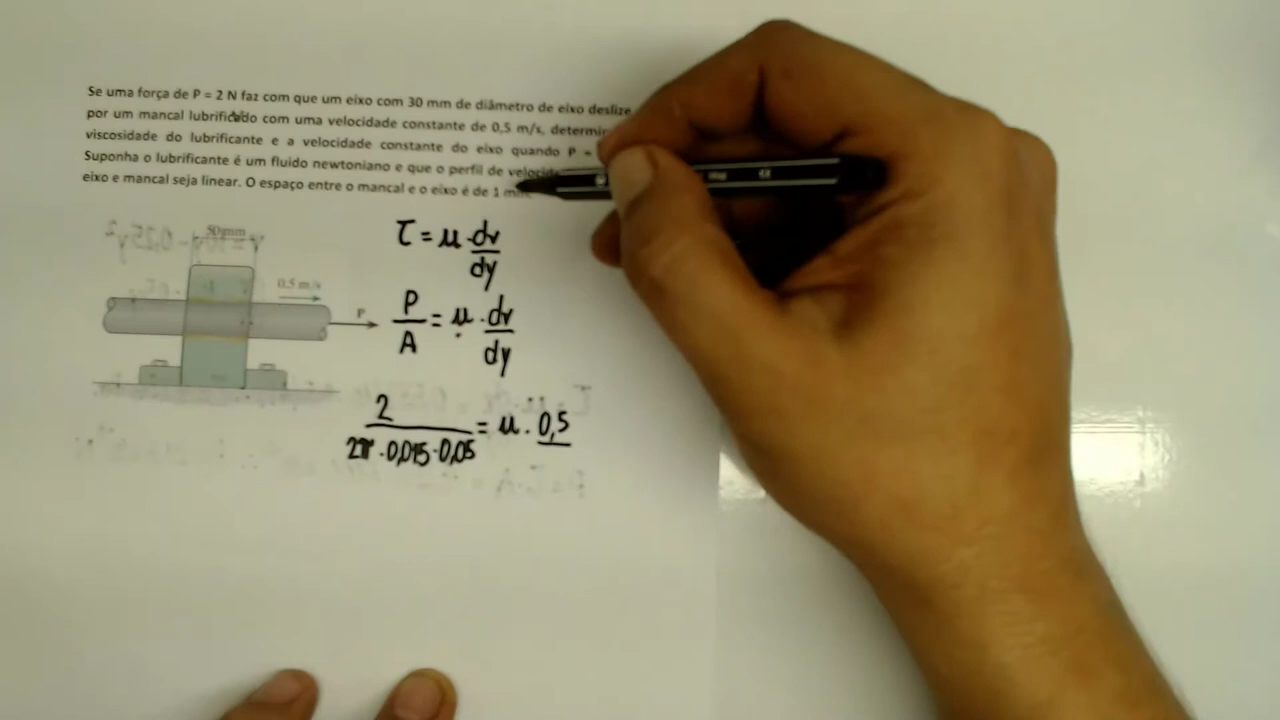 Se uma força de P = 2 N faz com que um eixo com 30 mm de diâmetro de eixo deslize
por um mancal lubrificado com uma velocidade constante de 0,5 m/s,
viscosidade do lubrificante e a velocidade constante do eixo quando P =
Suponha o lubrificante é um fluido newtoniano e que o perfil de
eixo e mancal seja linear. O espaço entre o mancal e o eixo é de 1
50 mm
0.5 m/s
P
τ = μ · dv/dy
P/A = μ · dv/dy
2/(2π · 0,015 · 0,05) = μ · 0,5